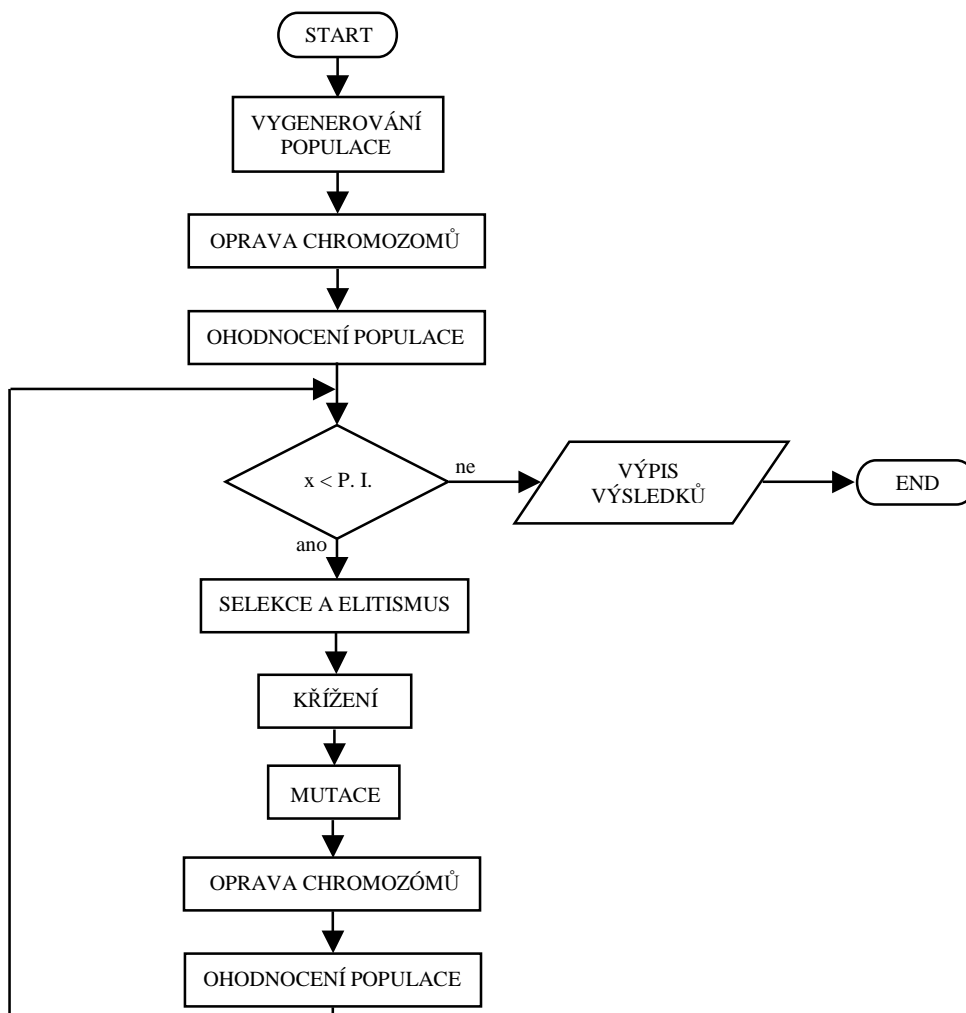 START
VYGENEROVÁNÍ
POPULACE
OPRAVA CHROMOZOMŮ
OHODNOCENÍ POPULACE
x < P. I.
ne
VÝPIS
VÝSLEDKŮ
END
ano
SELEKCE A ELITISMUS
KŘÍŽENÍ
MUTACE
OPRAVA CHROMOZÓMŮ
OHODNOCENÍ POPULACE